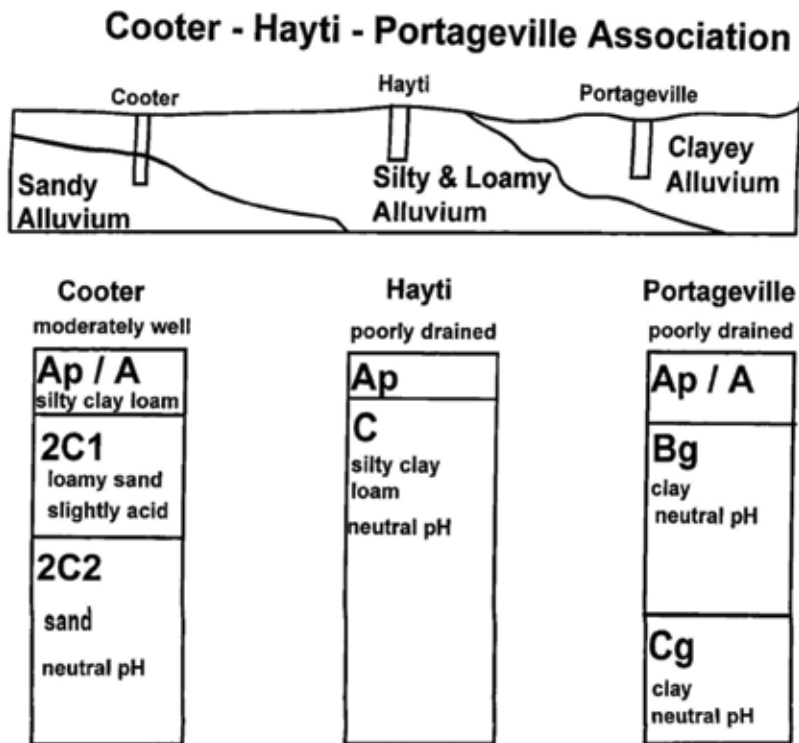 Cooter - Hayti - Portageville Association
Cooter
Hayti
Portageville
Sandy
Alluvium
Silty & Loamy
Alluvium
Clayey
Alluvium
Cooter
moderately well
Ap / A
silty clay loam
2C1
loamy sand
slightly acid
2C2
sand
neutral pH
Hayti
poorly drained
Ap
C
silty clay
loam
neutral pH
Portageville
poorly drained
Ap / A
Bg
clay
neutral pH
Cg
clay
neutral pH